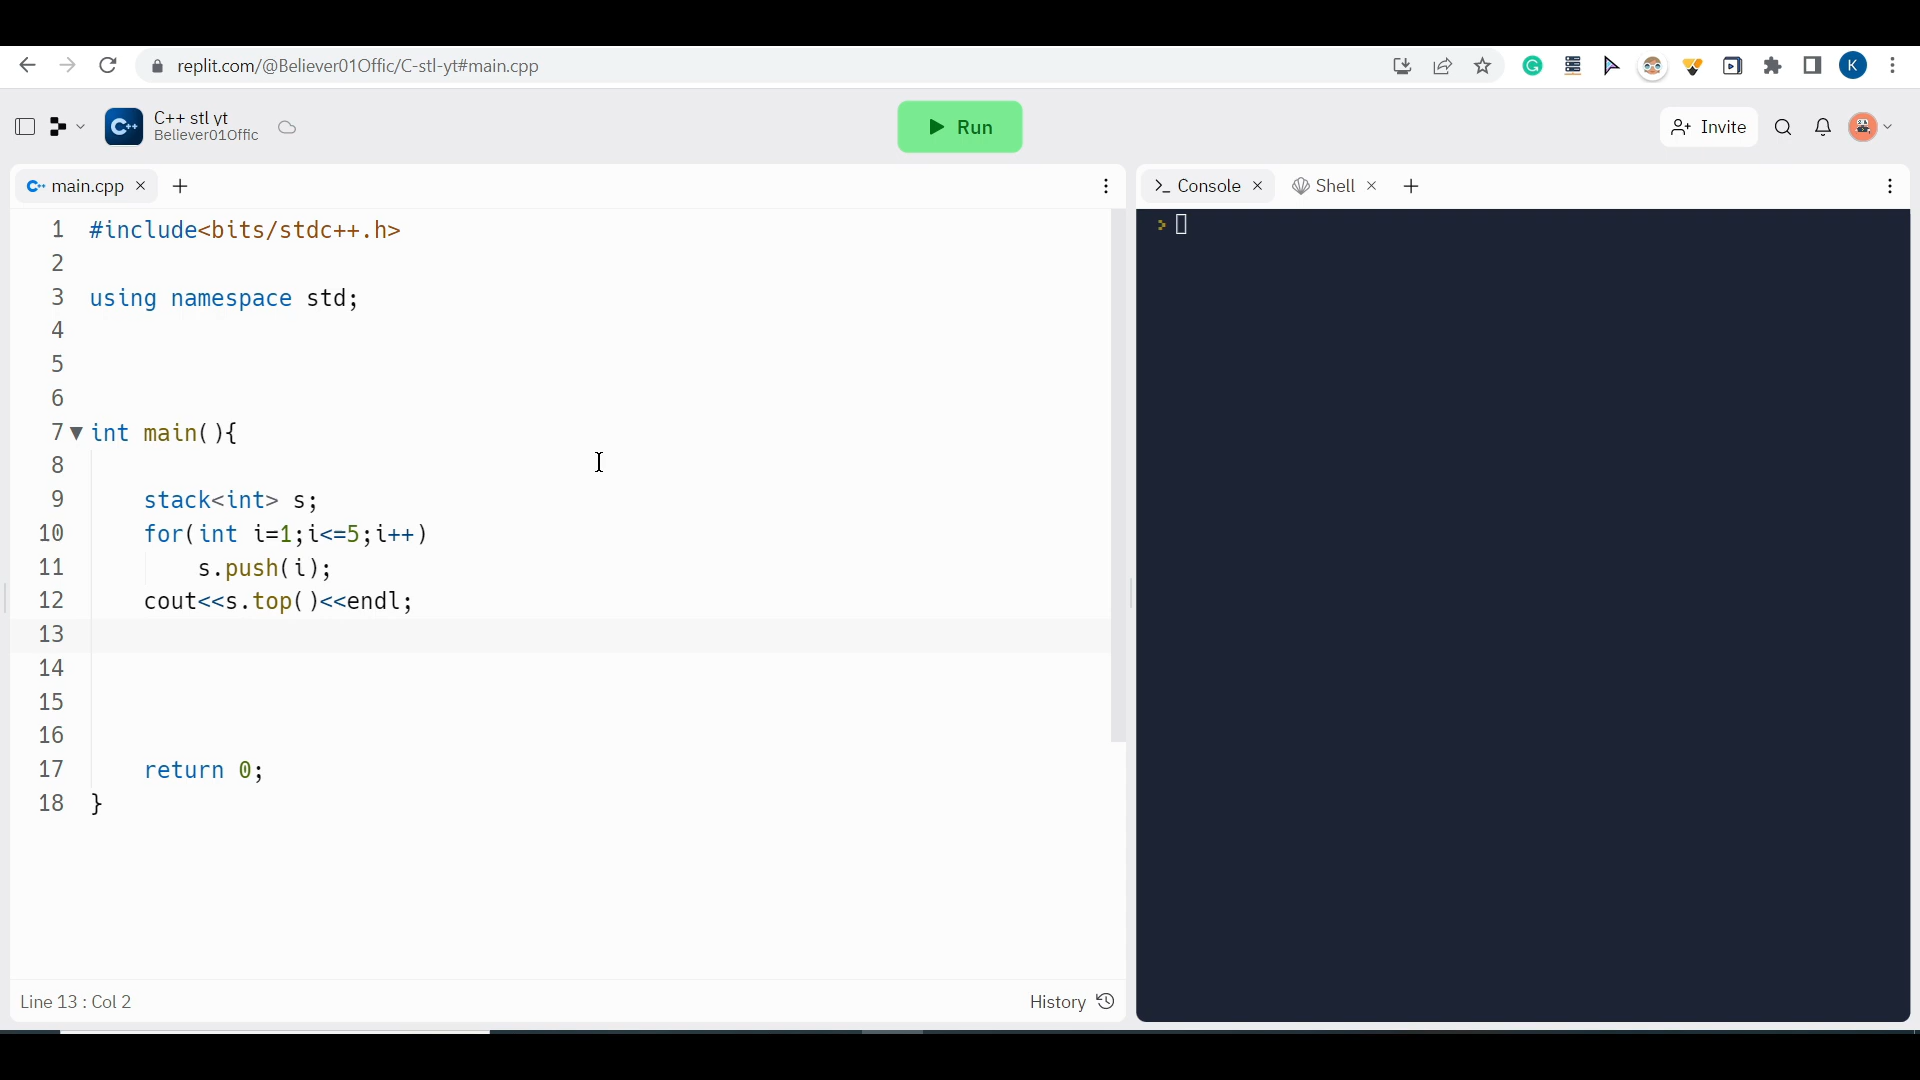 replit.com/@Believer01Offic/C-stl-yt#main.cpp
K
C++
C++ stl yt
Believer01Offic
Run
Invite
main.cpp
Console
Shell
1 #include<bits/stdc++.h>
2
3 using namespace std;
4
5
6
7 int main(){
8
9 stack<int> s;
10 for(int i=1;i<=5;i++)
11 s.push(i);
12 cout<<s.top()<<endl;
13
14
15
16
17 return 0;
18 }
Line 13 : Col 2
History